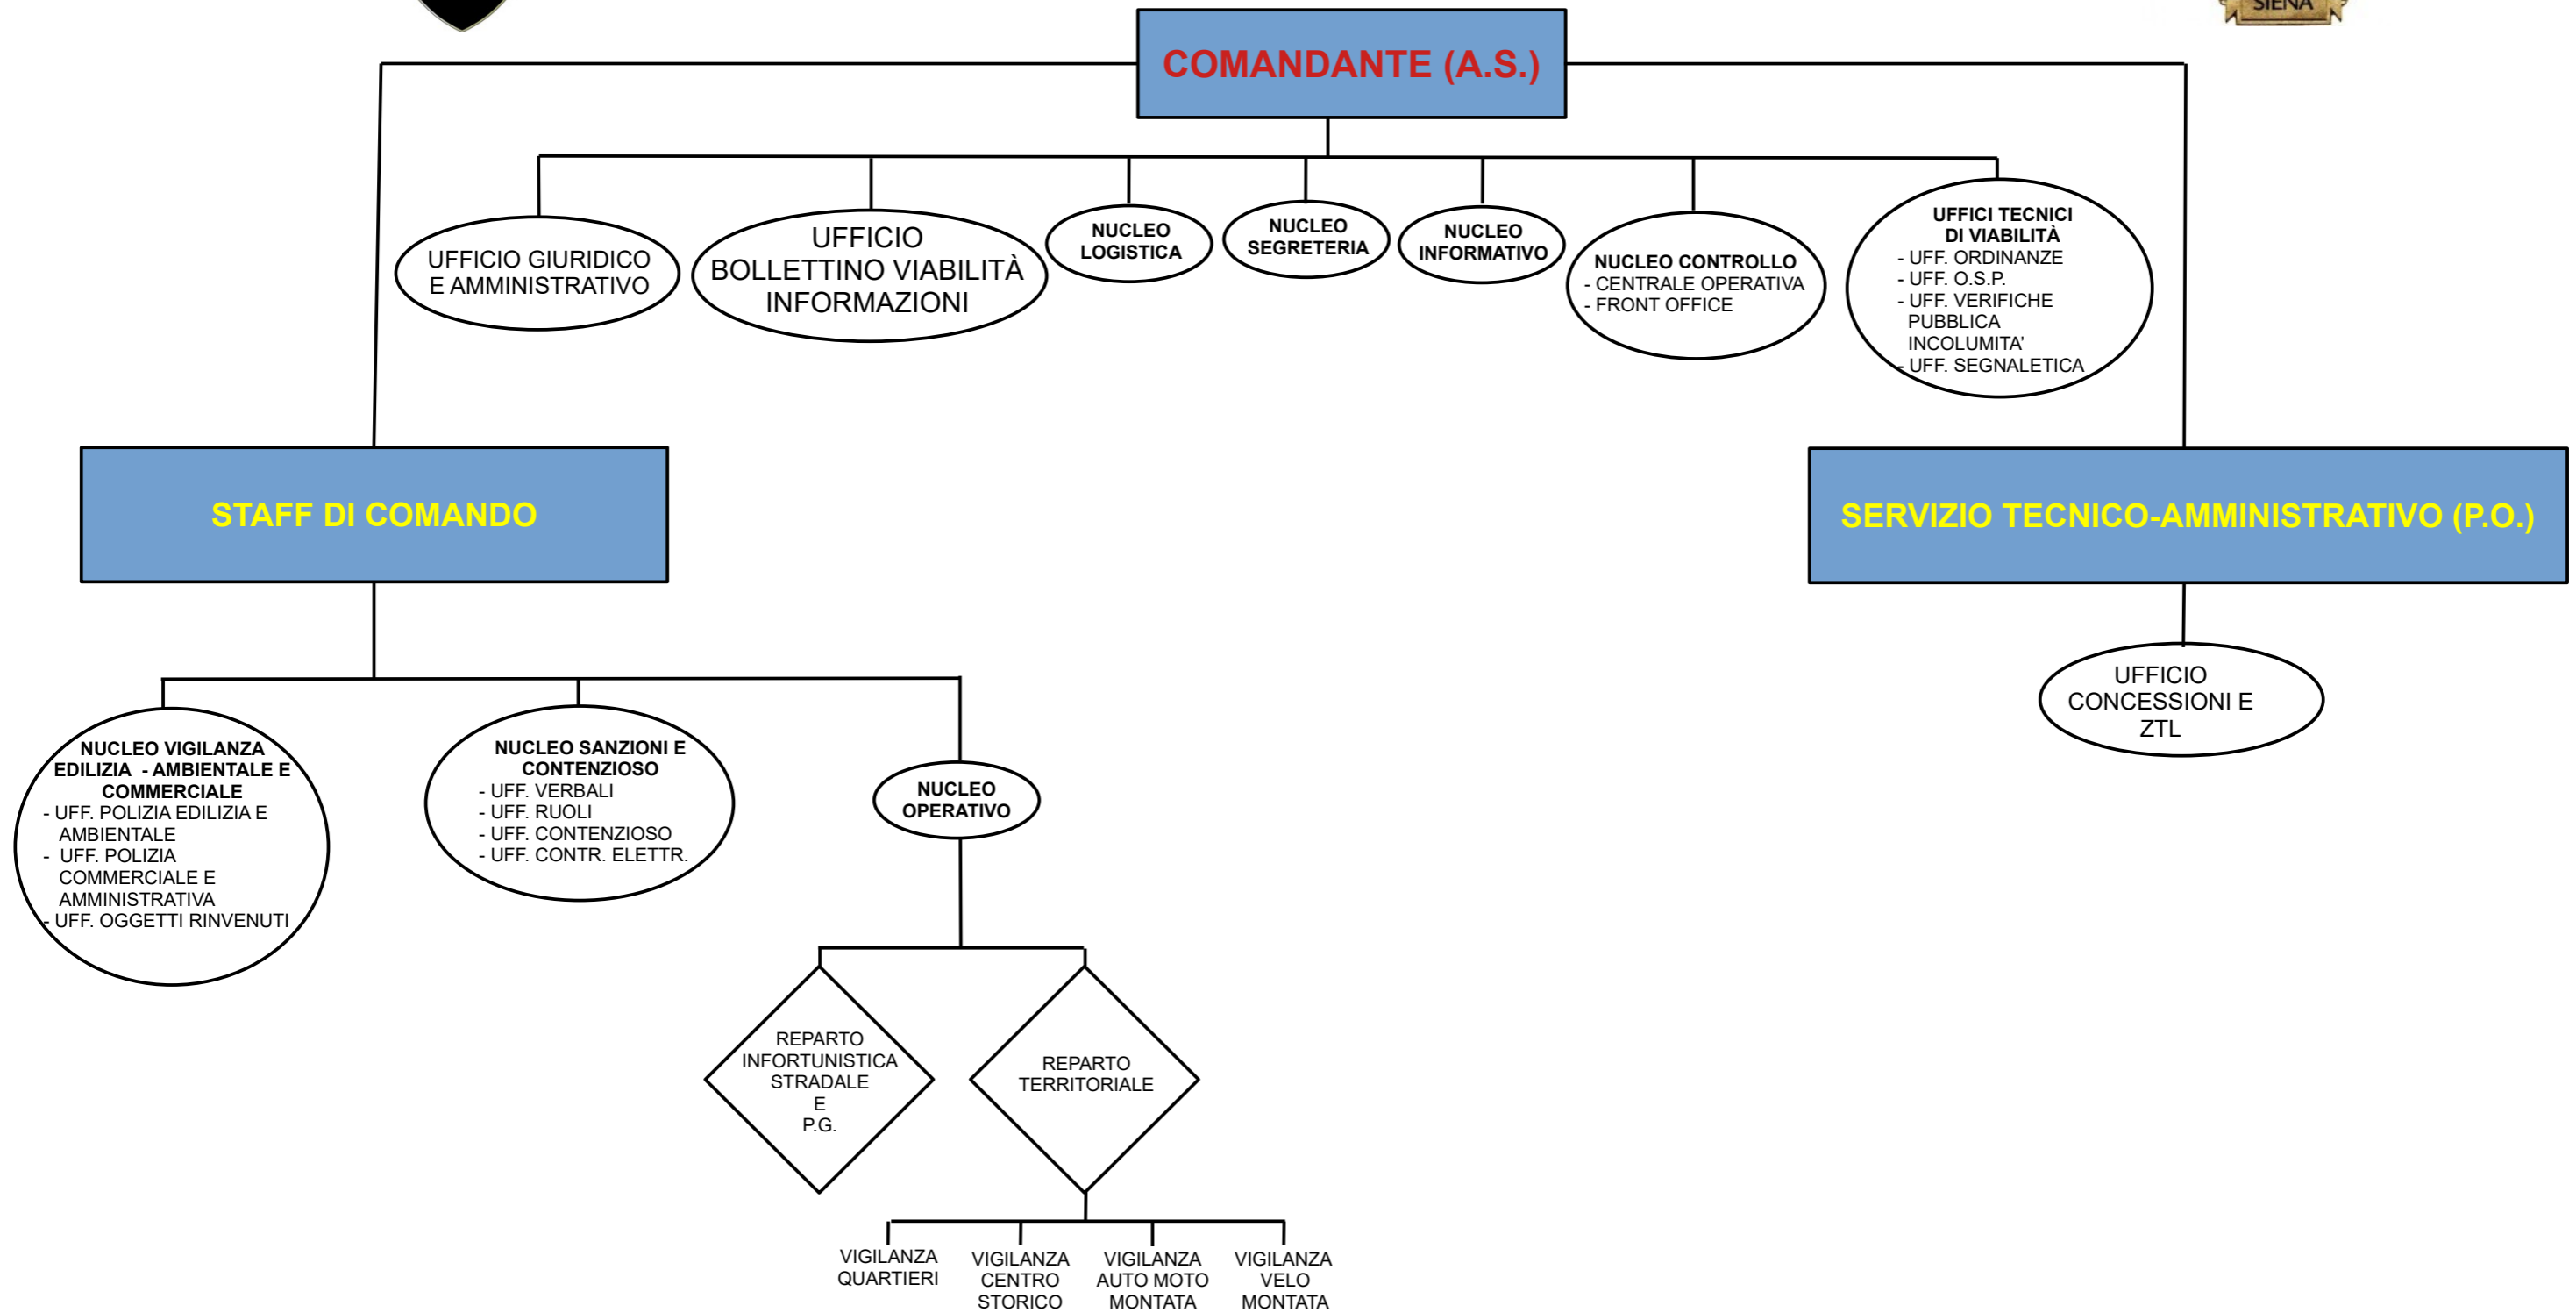 SIENA
COMANDANTE (A.S.)
UFFICIO GIURIDICO
E AMMINISTRATIVO
UFFICIO
BOLLETTINO VIABILITÀ
INFORMAZIONI
NUCLEO
LOGISTICA
NUCLEO
SEGRETERIA
NUCLEO
INFORMATIVO
NUCLEO CONTROLLO
- CENTRALE OPERATIVA
- FRONT OFFICE
UFFICI TECNICI
DI VIABILITÀ
- UFF. ORDINANZE
- UFF. O.S.P.
- UFF. VERIFICHE
PUBBLICA
INCOLUMITA'
- UFF. SEGNALETICA
STAFF DI COMANDO
SERVIZIO TECNICO-AMMINISTRATIVO (P.O.)
UFFICIO
CONCESSIONI E
ZTL
NUCLEO VIGILANZA
EDILIZIA - AMBIENTALE E
COMMERCIALE
- UFF. POLIZIA EDILIZIA E
AMBIENTALE
- UFF. POLIZIA
COMMERCIALE E
AMMINISTRATIVA
- UFF. OGGETTI RINVENUTI
NUCLEO SANZIONI E
CONTENZIOSO
- UFF. VERBALI
- UFF. RUOLI
- UFF. CONTENZIOSO
- UFF. CONTR. ELETTR.
NUCLEO
OPERATIVO
REPARTO
INFORTUNISTICA
STRADALE
E
P.G.
REPARTO
TERRITORIALE
VIGILANZA
QUARTIERI
VIGILANZA
CENTRO
STORICO
VIGILANZA
AUTO MOTO
MONTATA
VIGILANZA
VELO
MONTATA